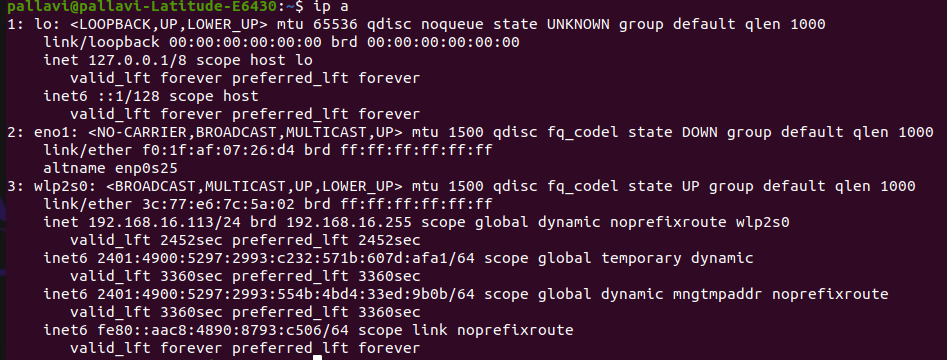 pallavi@pallavi-Latitude-E6430:~$ ip a
1: lo: <LOOPBACK,UP,LOWER_UP> mtu 65536 qdisc noqueue state UNKNOWN group default qlen 1000
    link/loopback 00:00:00:00:00:00 brd 00:00:00:00:00:00
    inet 127.0.0.1/8 scope host lo
       valid_lft forever preferred_lft forever
    inet6 ::1/128 scope host
       valid_lft forever preferred_lft forever
2: eno1: <NO-CARRIER,BROADCAST,MULTICAST,UP> mtu 1500 qdisc fq_codel state DOWN group default qlen 1000
    link/ether f0:1f:af:07:26:d4 brd ff:ff:ff:ff:ff:ff
    altname enp0s25
3: wlp2s0: <BROADCAST,MULTICAST,UP,LOWER_UP> mtu 1500 qdisc fq_codel state UP group default qlen 1000
    link/ether 3c:77:e6:7c:5a:02 brd ff:ff:ff:ff:ff:ff
    inet 192.168.16.113/24 brd 192.168.16.255 scope global dynamic noprefixroute wlp2s0
       valid_lft 2452sec preferred_lft 2452sec
    inet6 2401:4900:5297:2993:c232:571b:607d:afa1/64 scope global temporary dynamic
       valid_lft 3360sec preferred_lft 3360sec
    inet6 2401:4900:5297:2993:554b:4bd4:33ed:9b0b/64 scope global dynamic mngtmpaddr noprefixroute
       valid_lft 3360sec preferred_lft 3360sec
    inet6 fe80::aac8:4890:8793:c506/64 scope link noprefixroute
       valid_lft forever preferred_lft forever